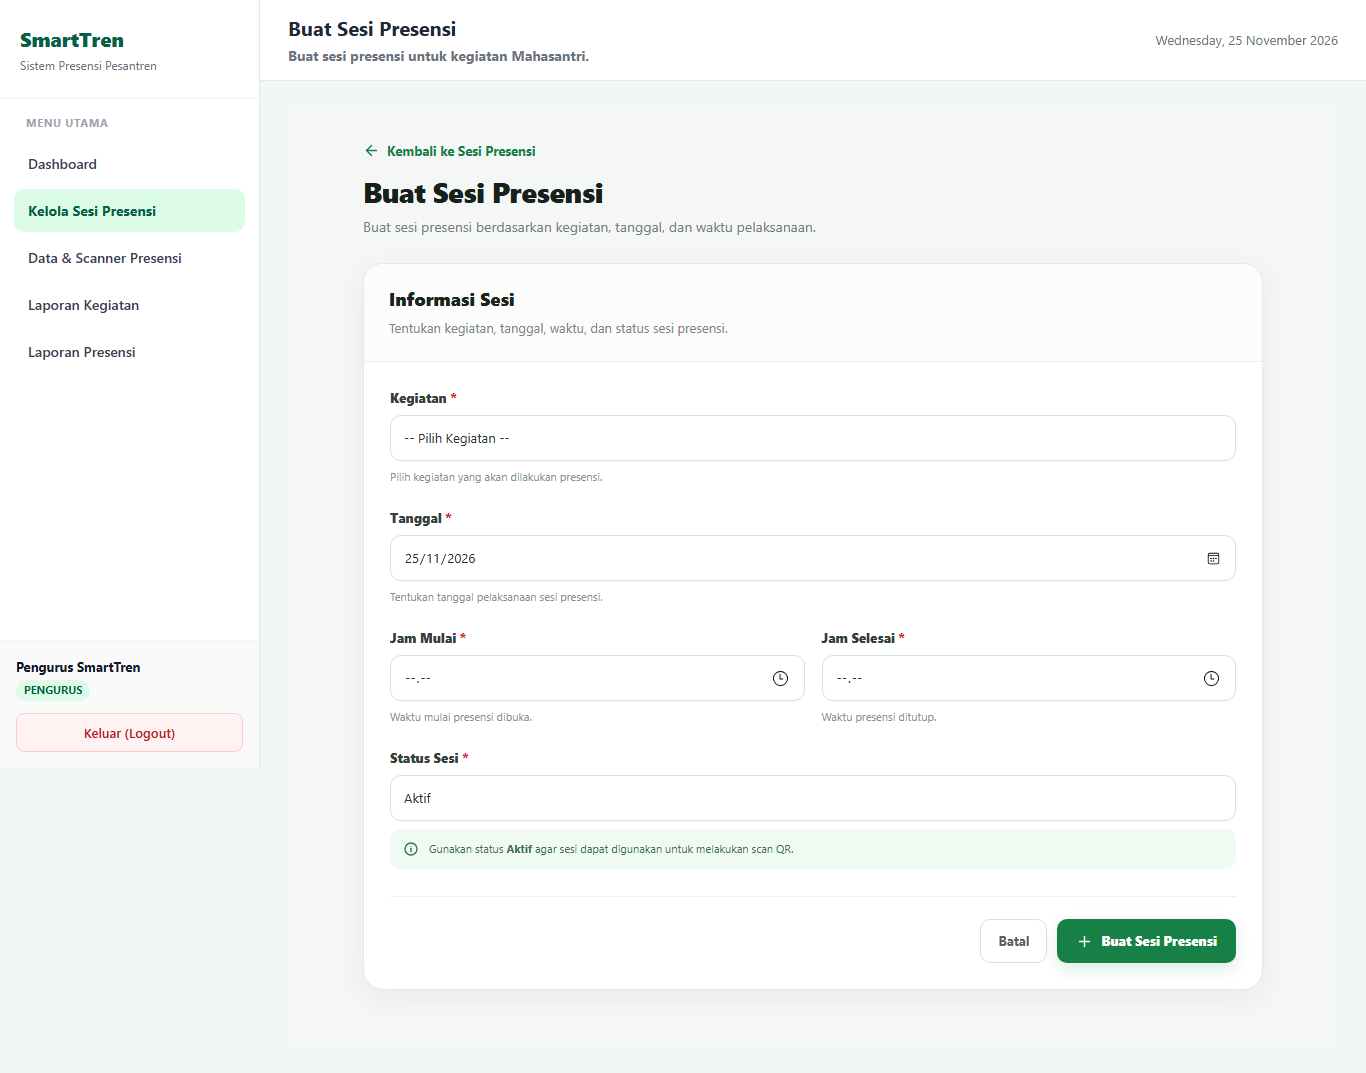 SmartTren
Sistem Presensi Pesantren
MENU UTAMA
Dashboard
Kelola Sesi Presensi
Data & Scanner Presensi
Laporan Kegiatan
Laporan Presensi
Pengurus SmartTren
PENGURUS
Keluar (Logout)
Buat Sesi Presensi
Buat sesi presensi untuk kegiatan Mahasantri.
Wednesday, 25 November 2026
← Kembali ke Sesi Presensi
Buat Sesi Presensi
Buat sesi presensi berdasarkan kegiatan, tanggal, dan waktu pelaksanaan.
Informasi Sesi
Tentukan kegiatan, tanggal, waktu, dan status sesi presensi.
Kegiatan *
-- Pilih Kegiatan --
Pilih kegiatan yang akan dilakukan presensi.
Tanggal *
25/11/2026
Tentukan tanggal pelaksanaan sesi presensi.
Jam Mulai *
--.--
Waktu mulai presensi dibuka.
Jam Selesai *
--.--
Waktu presensi ditutup.
Status Sesi *
Aktif
Gunakan status Aktif agar sesi dapat digunakan untuk melakukan scan QR.
Batal
+ Buat Sesi Presensi